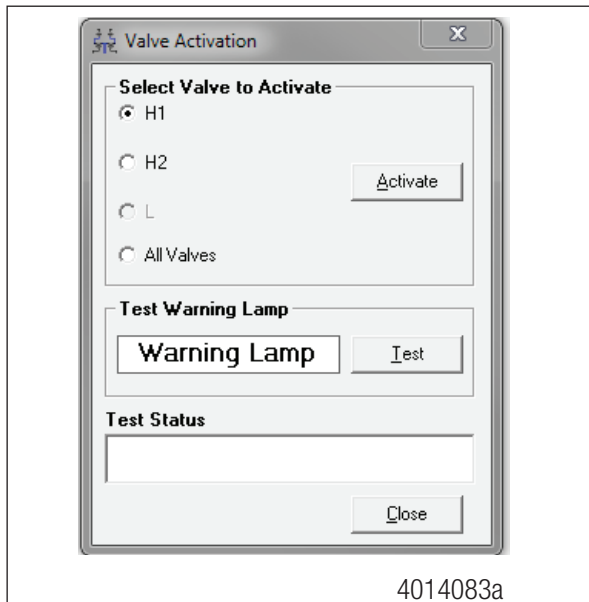 Valve Activation
Select Valve to Activate
H1
H2
Activate
L
All Valves
Test Warning Lamp
Warning Lamp
Test
Test Status
Close
4014083a